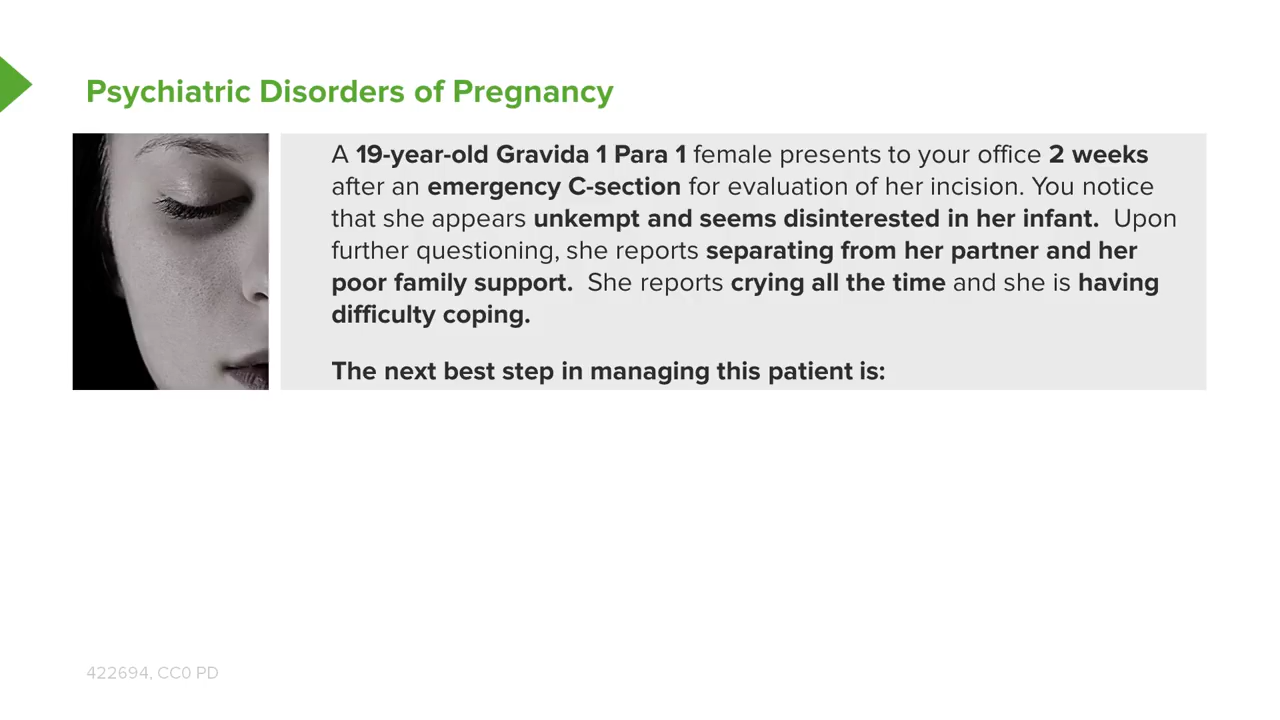 Psychiatric Disorders of Pregnancy
A 19-year-old Gravida 1 Para 1 female presents to your office 2 weeks
after an emergency C-section for evaluation of her incision. You notice
that she appears unkempt and seems disinterested in her infant.  Upon
further questioning, she reports separating from her partner and her
poor family support.  She reports crying all the time and she is having
difficulty coping.
The next best step in managing this patient is:
422694, CC0 PD